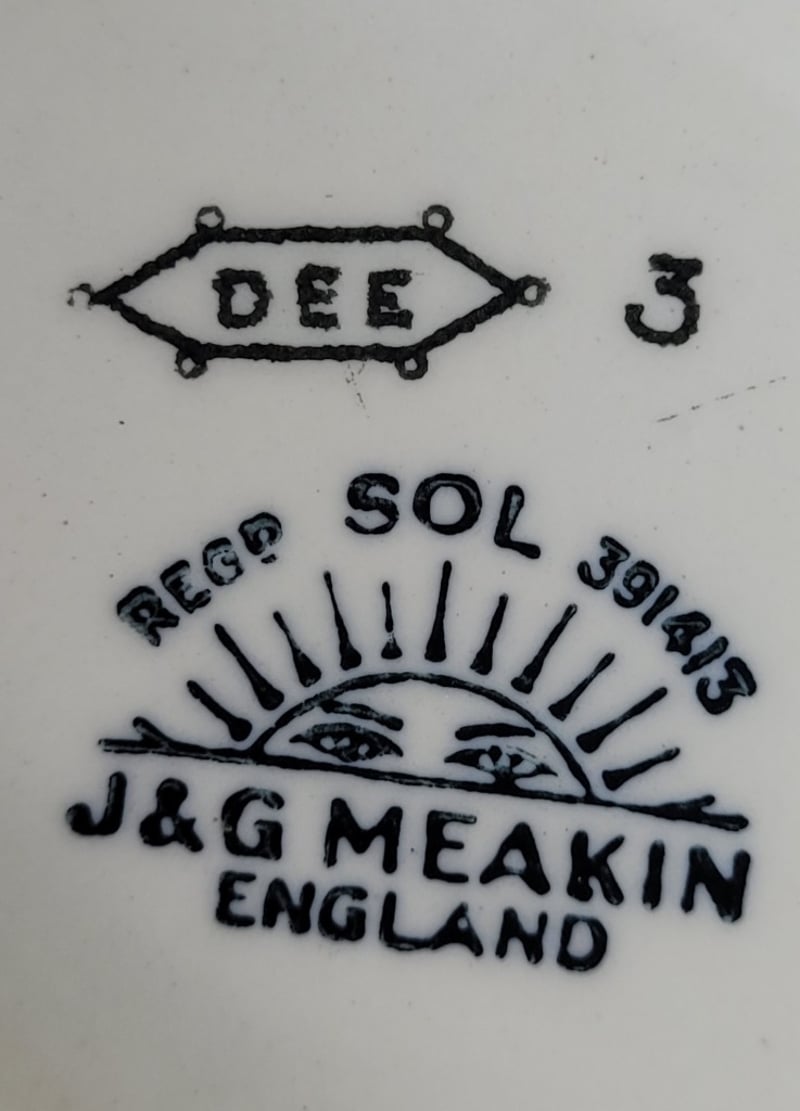 DEE 3
REGD SOL 391413
J&G MEAKIN
ENGLAND